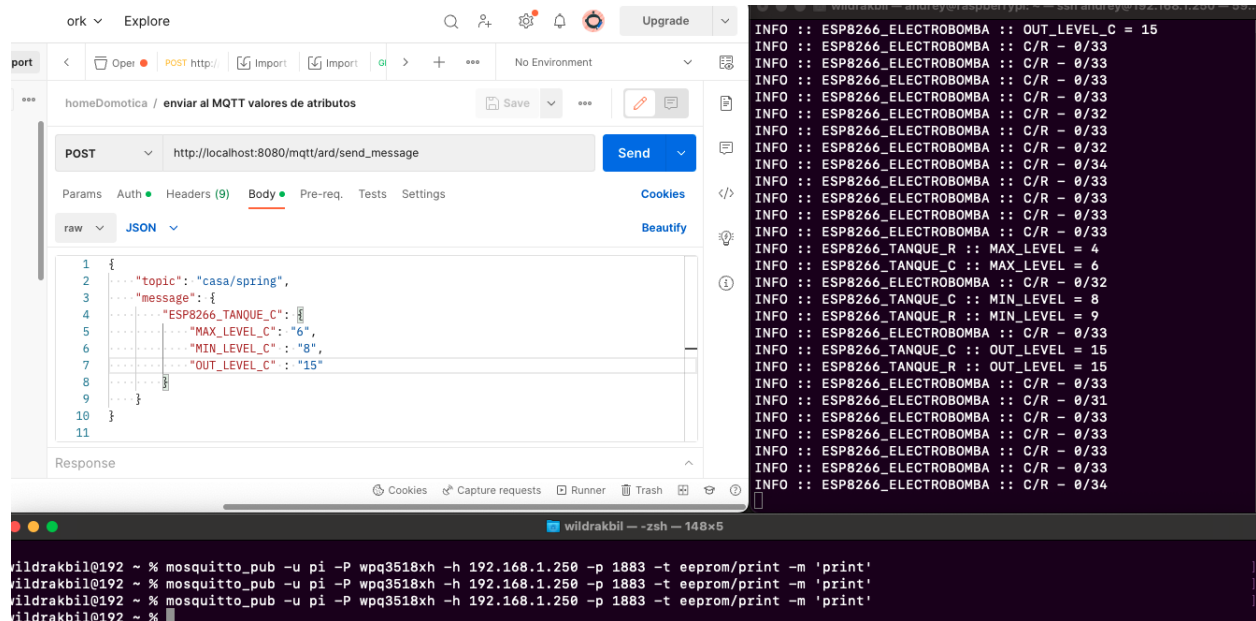 ork Explore Upgrade
port Oper POST http:/ Import Import GI No Environment
homeDomotica / enviar al MQTT valores de atributos Save
POST http://localhost:8080/mqtt/ard/send_message Send
Params Auth Headers (9) Body Pre-req. Tests Settings Cookies
raw JSON Beautify
1 {
2 "topic": "casa/spring",
3 "message": {
4 "ESP8266_TANQUE_C": {
5 "MAX_LEVEL_C": "6",
6 "MIN_LEVEL_C" : "8",
7 "OUT_LEVEL_C" : "15"
8 }
9 }
10 }
11
Response
Cookies Capture requests Runner Trash
INFO :: ESP8266_ELECTROBOMBA :: OUT_LEVEL_C = 15
INFO :: ESP8266_ELECTROBOMBA :: C/R – 0/33
INFO :: ESP8266_ELECTROBOMBA :: C/R – 0/33
INFO :: ESP8266_ELECTROBOMBA :: C/R – 0/33
INFO :: ESP8266_ELECTROBOMBA :: C/R – 0/33
INFO :: ESP8266_ELECTROBOMBA :: C/R – 0/32
INFO :: ESP8266_ELECTROBOMBA :: C/R – 0/33
INFO :: ESP8266_ELECTROBOMBA :: C/R – 0/32
INFO :: ESP8266_ELECTROBOMBA :: C/R – 0/34
INFO :: ESP8266_ELECTROBOMBA :: C/R – 0/33
INFO :: ESP8266_ELECTROBOMBA :: C/R – 0/33
INFO :: ESP8266_ELECTROBOMBA :: C/R – 0/33
INFO :: ESP8266_ELECTROBOMBA :: C/R – 0/33
INFO :: ESP8266_TANQUE_R :: MAX_LEVEL = 4
INFO :: ESP8266_TANQUE_C :: MAX_LEVEL = 6
INFO :: ESP8266_ELECTROBOMBA :: C/R – 0/32
INFO :: ESP8266_TANQUE_C :: MIN_LEVEL = 8
INFO :: ESP8266_TANQUE_R :: MIN_LEVEL = 9
INFO :: ESP8266_ELECTROBOMBA :: C/R – 0/33
INFO :: ESP8266_TANQUE_C :: OUT_LEVEL = 15
INFO :: ESP8266_TANQUE_R :: OUT_LEVEL = 15
INFO :: ESP8266_ELECTROBOMBA :: C/R – 0/33
INFO :: ESP8266_ELECTROBOMBA :: C/R – 0/31
INFO :: ESP8266_ELECTROBOMBA :: C/R – 0/33
INFO :: ESP8266_ELECTROBOMBA :: C/R – 0/33
INFO :: ESP8266_ELECTROBOMBA :: C/R – 0/33
INFO :: ESP8266_ELECTROBOMBA :: C/R – 0/33
INFO :: ESP8266_ELECTROBOMBA :: C/R – 0/34
wildrakbil — -zsh — 148×5
wildrakbil@192 ~ % mosquitto_pub –u pi –P wpq3518xh –h 192.168.1.250 –p 1883 –t eeprom/print –m 'print'
wildrakbil@192 ~ % mosquitto_pub –u pi –P wpq3518xh –h 192.168.1.250 –p 1883 –t eeprom/print –m 'print'
wildrakbil@192 ~ % mosquitto_pub –u pi –P wpq3518xh –h 192.168.1.250 –p 1883 –t eeprom/print –m 'print'
wildrakbil@192 ~ %